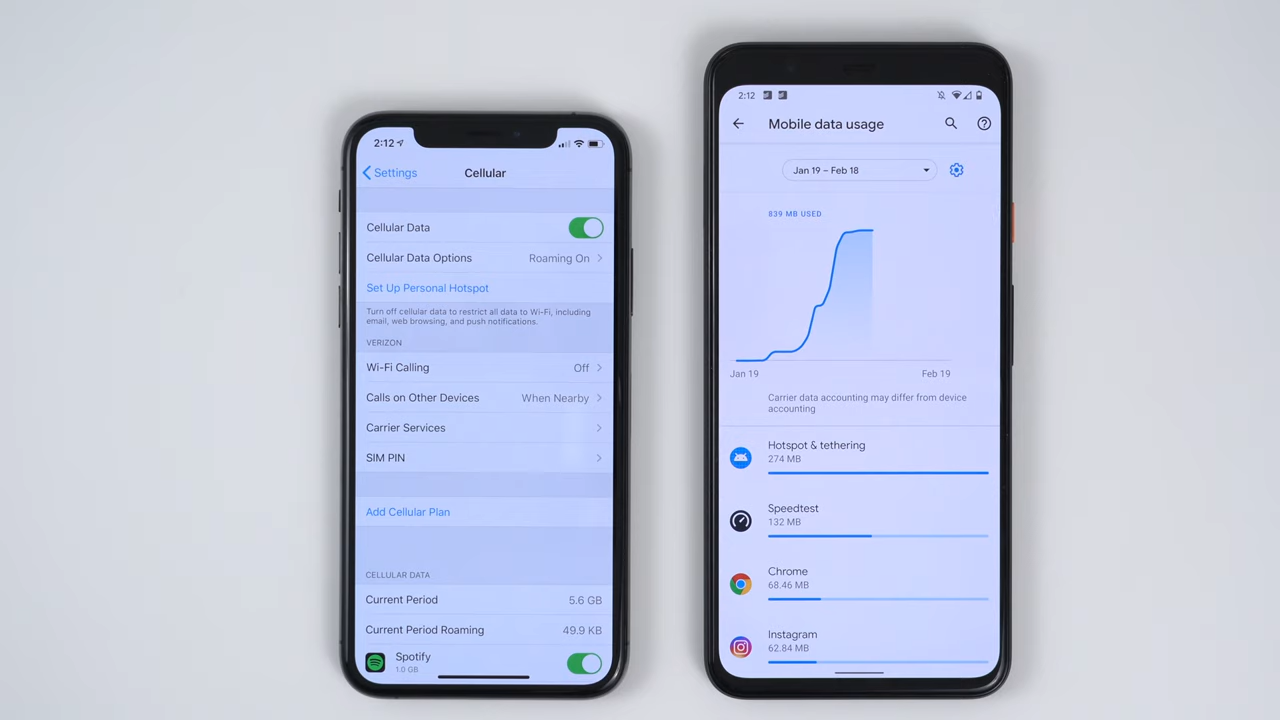 2:12
Settings
Cellular
Cellular Data
Cellular Data Options Roaming On
Set Up Personal Hotspot
Turn off cellular data to restrict all data to Wi-Fi, including
email, web browsing, and push notifications.
VERIZON
Wi-Fi Calling Off
Calls on Other Devices When Nearby
Carrier Services
SIM PIN
Add Cellular Plan
CELLULAR DATA
Current Period 5.6 GB
Current Period Roaming 49.9 KB
Spotify
1.0 GB
2:12
Mobile data usage
Jan 19 – Feb 18
839 MB USED
Jan 19 Feb 19
Carrier data accounting may differ from device
accounting
Hotspot & tethering
274 MB
Speedtest
132 MB
Chrome
68.46 MB
Instagram
62.84 MB